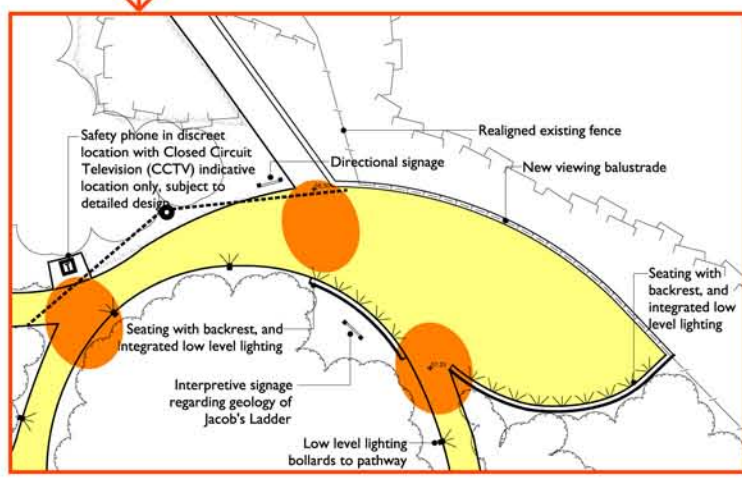 Safety phone in discreet
location with Closed Circuit
Television (CCTV) indicative
location only, subject to
detailed design
Directional signage
Realigned existing fence
New viewing balustrade
Seating with
backrest, and
integrated low
level lighting
Seating with backrest, and
integrated low level lighting
Interpretive signage
regarding geology of
Jacob's Ladder
Low level lighting
bollards to pathway